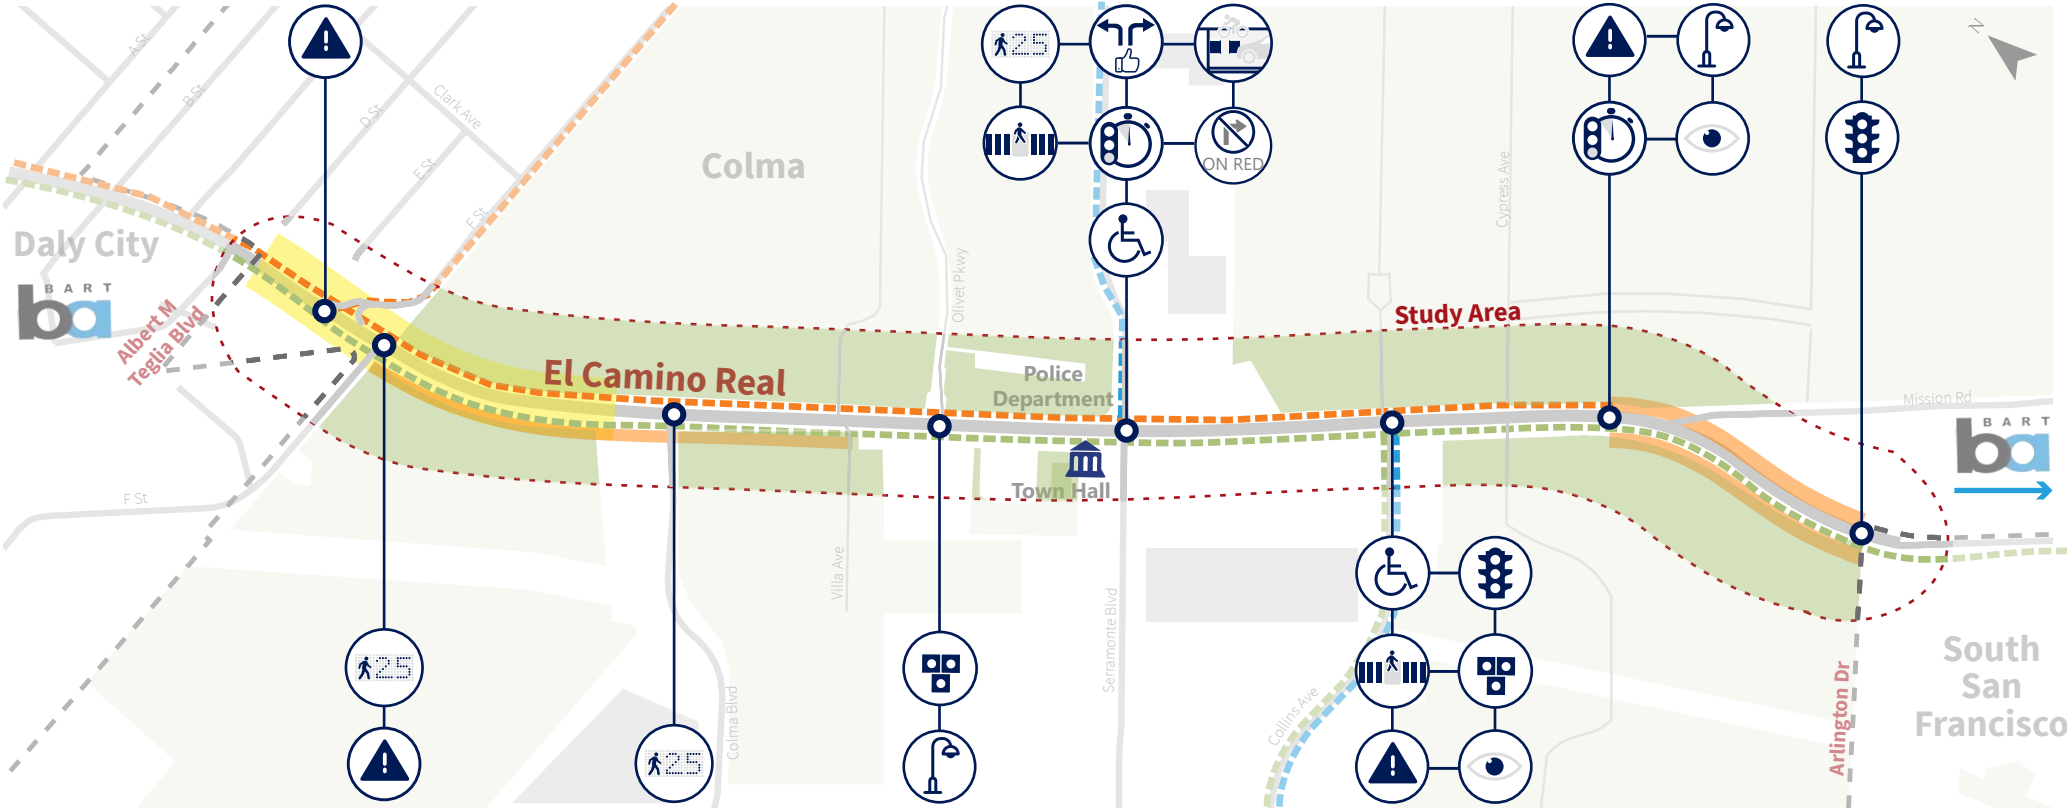 A St
B St
Clark Ave
D St
E St
F St
Colma
25
25
ON RED
Cypress Ave
N
Daly City
BART
ba
Albert M
Teglia Blvd
Olivet Pkwy
Study Area
El Camino Real
Police
Department
Mission Rd
BART
ba
Town Hall
F St
Villa Ave
Serramonte Blvd
Colma Blvd
25
Collins Ave
Arlington Dr
South
San
Francisco